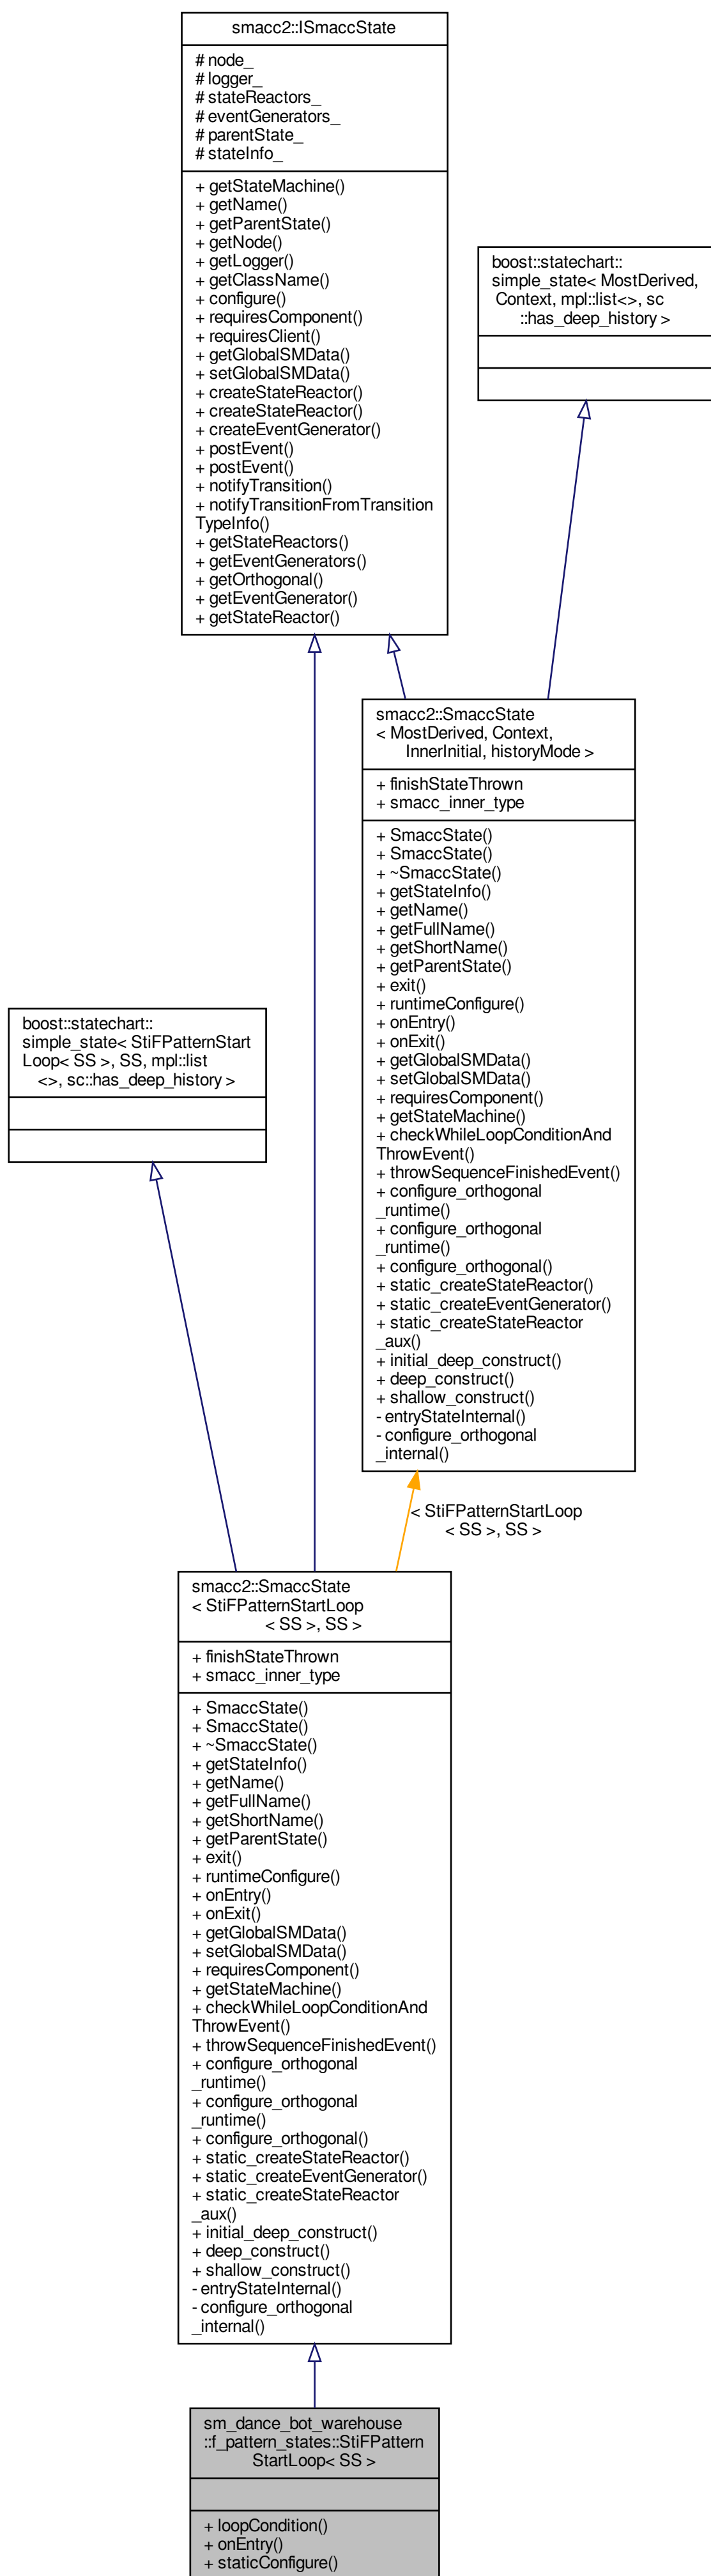 smacc2::ISmaccState
# node_
# logger_
# stateReactors_
# eventGenerators_
# parentState_
# stateInfo_
+ getStateMachine()
+ getName()
+ getParentState()
+ getNode()
+ getLogger()
+ getClassName()
+ configure()
+ requiresComponent()
+ requiresClient()
+ getGlobalSMData()
+ setGlobalSMData()
+ createStateReactor()
+ createStateReactor()
+ createEventGenerator()
+ postEvent()
+ postEvent()
+ notifyTransition()
+ notifyTransitionFromTransition
TypeInfo()
+ getStateReactors()
+ getEventGenerators()
+ getOrthogonal()
+ getEventGenerator()
+ getStateReactor()
boost::statechart::
simple_state< MostDerived,
Context, mpl::list<>, sc
::has_deep_history >
smacc2::SmaccState
< MostDerived, Context,
InnerInitial, historyMode >
+ finishStateThrown
+ smacc_inner_type
+ SmaccState()
+ SmaccState()
+ ~SmaccState()
+ getStateInfo()
+ getName()
+ getFullName()
+ getShortName()
+ getParentState()
+ exit()
+ runtimeConfigure()
+ onEntry()
+ onExit()
+ getGlobalSMData()
+ setGlobalSMData()
+ requiresComponent()
+ getStateMachine()
+ checkWhileLoopConditionAnd
ThrowEvent()
+ throwSequenceFinishedEvent()
+ configure_orthogonal
_runtime()
+ configure_orthogonal
_runtime()
+ configure_orthogonal()
+ static_createStateReactor()
+ static_createEventGenerator()
+ static_createStateReactor
_aux()
+ initial_deep_construct()
+ deep_construct()
+ shallow_construct()
- entryStateInternal()
- configure_orthogonal
_internal()
boost::statechart::
simple_state< StiFPatternStart
Loop< SS >, SS, mpl::list
<>, sc::has_deep_history >
< StiFPatternStartLoop
< SS >, SS >
smacc2::SmaccState
< StiFPatternStartLoop
< SS >, SS >
+ finishStateThrown
+ smacc_inner_type
+ SmaccState()
+ SmaccState()
+ ~SmaccState()
+ getStateInfo()
+ getName()
+ getFullName()
+ getShortName()
+ getParentState()
+ exit()
+ runtimeConfigure()
+ onEntry()
+ onExit()
+ getGlobalSMData()
+ setGlobalSMData()
+ requiresComponent()
+ getStateMachine()
+ checkWhileLoopConditionAnd
ThrowEvent()
+ throwSequenceFinishedEvent()
+ configure_orthogonal
_runtime()
+ configure_orthogonal
_runtime()
+ configure_orthogonal()
+ static_createStateReactor()
+ static_createEventGenerator()
+ static_createStateReactor
_aux()
+ initial_deep_construct()
+ deep_construct()
+ shallow_construct()
- entryStateInternal()
- configure_orthogonal
_internal()
sm_dance_bot_warehouse
::f_pattern_states::StiFPattern
StartLoop< SS >
+ loopCondition()
+ onEntry()
+ staticConfigure()